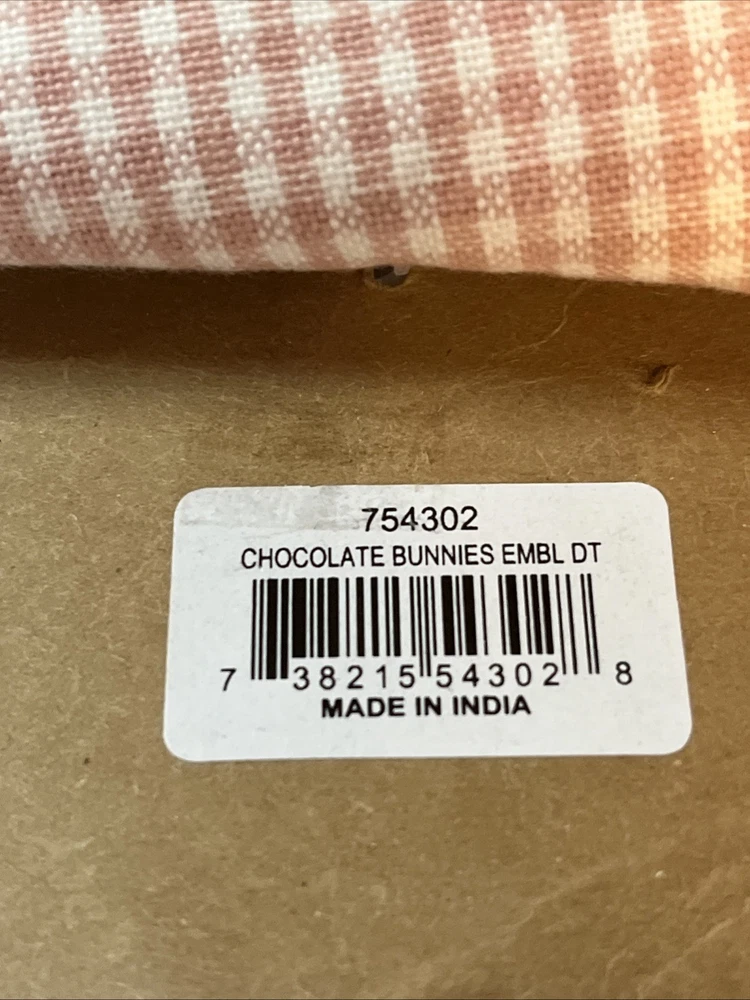 754302
CHOCOLATE BUNNIES EMBL DT
7 38215 54302 8
MADE IN INDIA